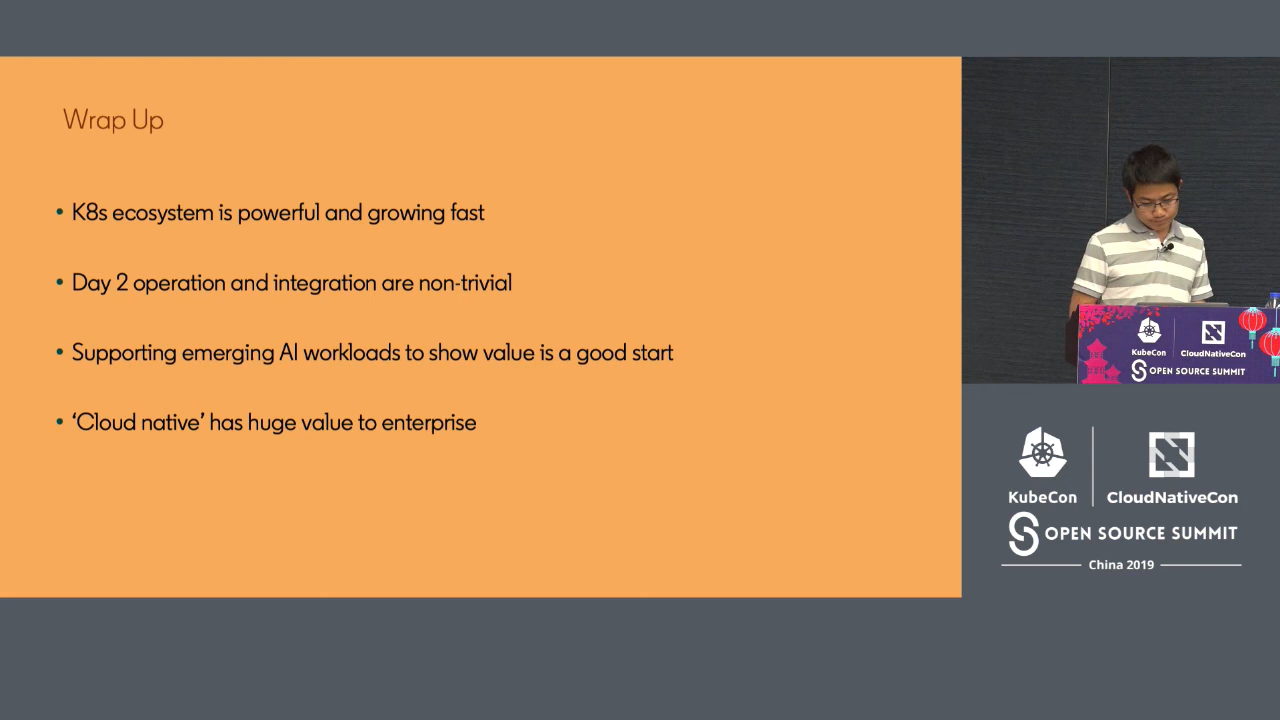 Wrap Up
• K8s ecosystem is powerful and growing fast
• Day 2 operation and integration are non-trivial
• Supporting emerging AI workloads to show value is a good start
• ‘Cloud native’ has huge value to enterprise
KubeCon CloudNativeCon
OPEN SOURCE SUMMIT
KubeCon CloudNativeCon
OPEN SOURCE SUMMIT
China 2019